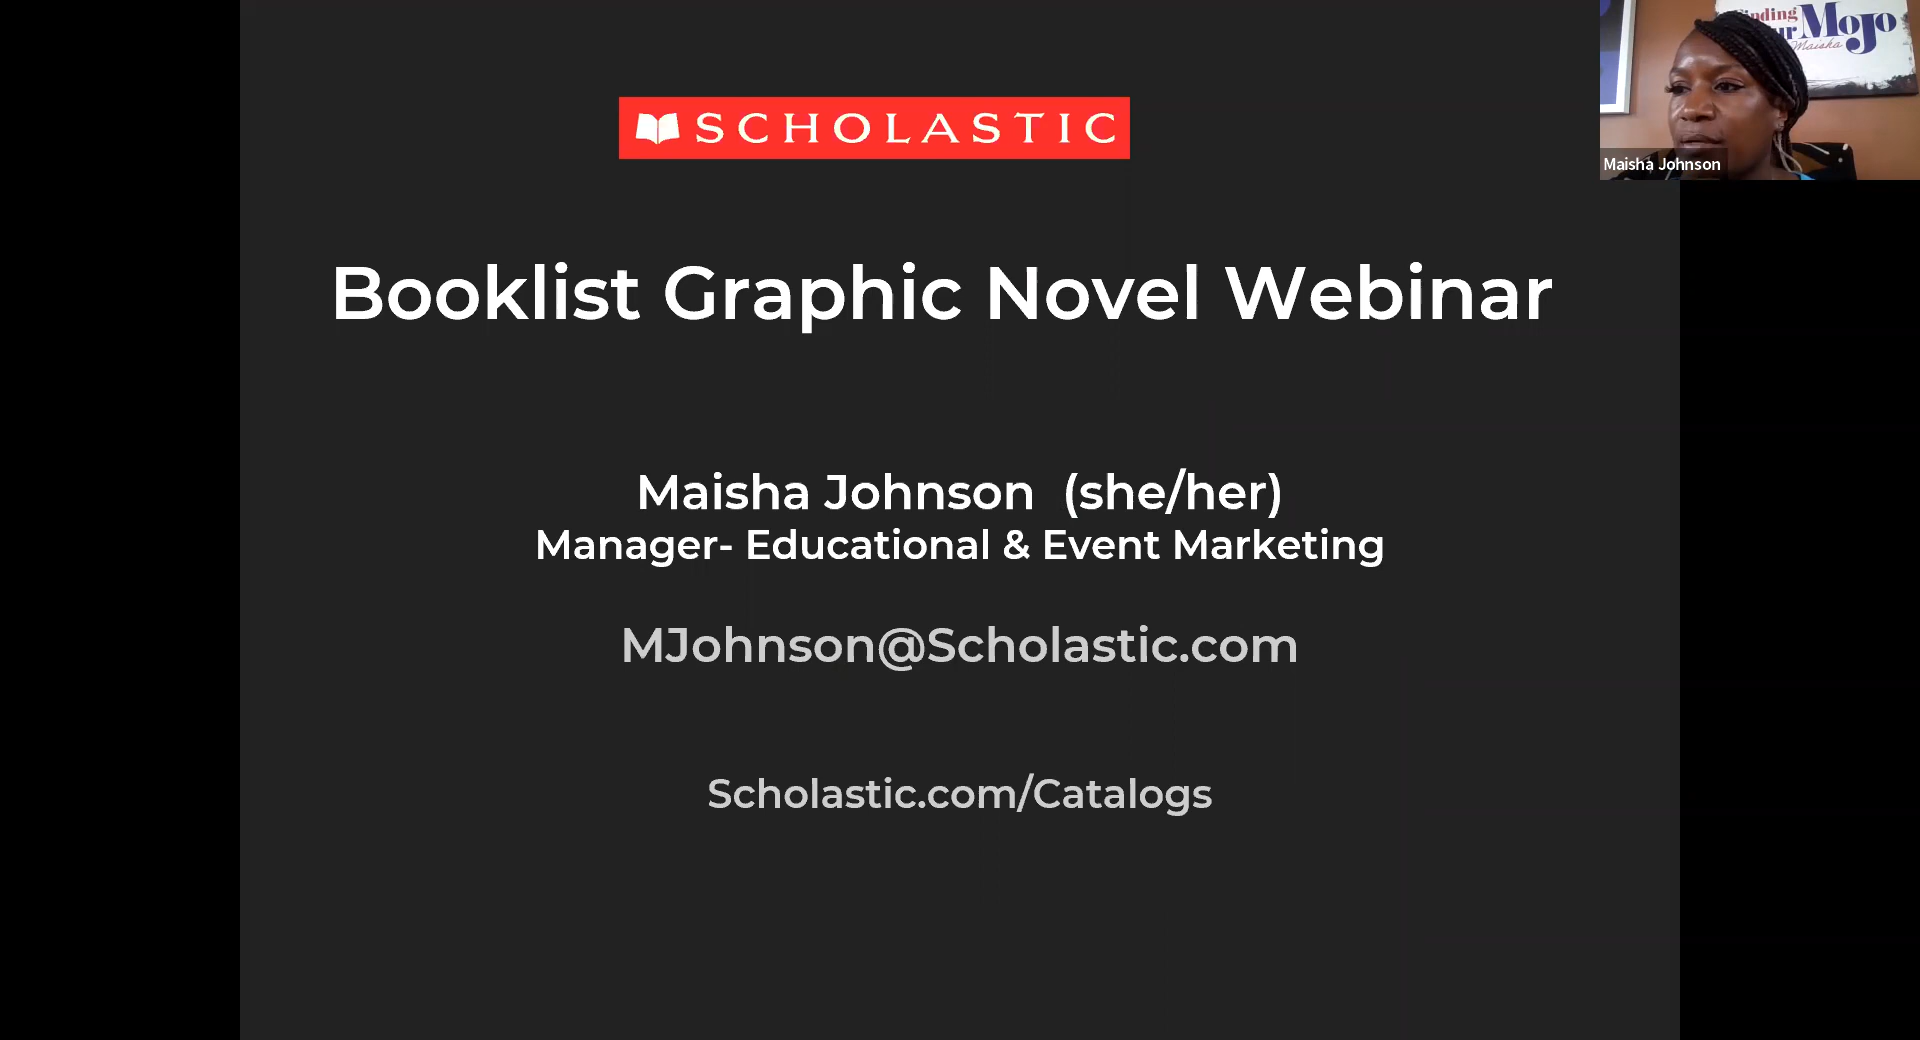 SCHOLASTIC
Booklist Graphic Novel Webinar
Maisha Johnson (she/her)
Manager- Educational & Event Marketing
MJohnson@Scholastic.com
Scholastic.com/Catalogs
MoJo
Maisha
Maisha Johnson